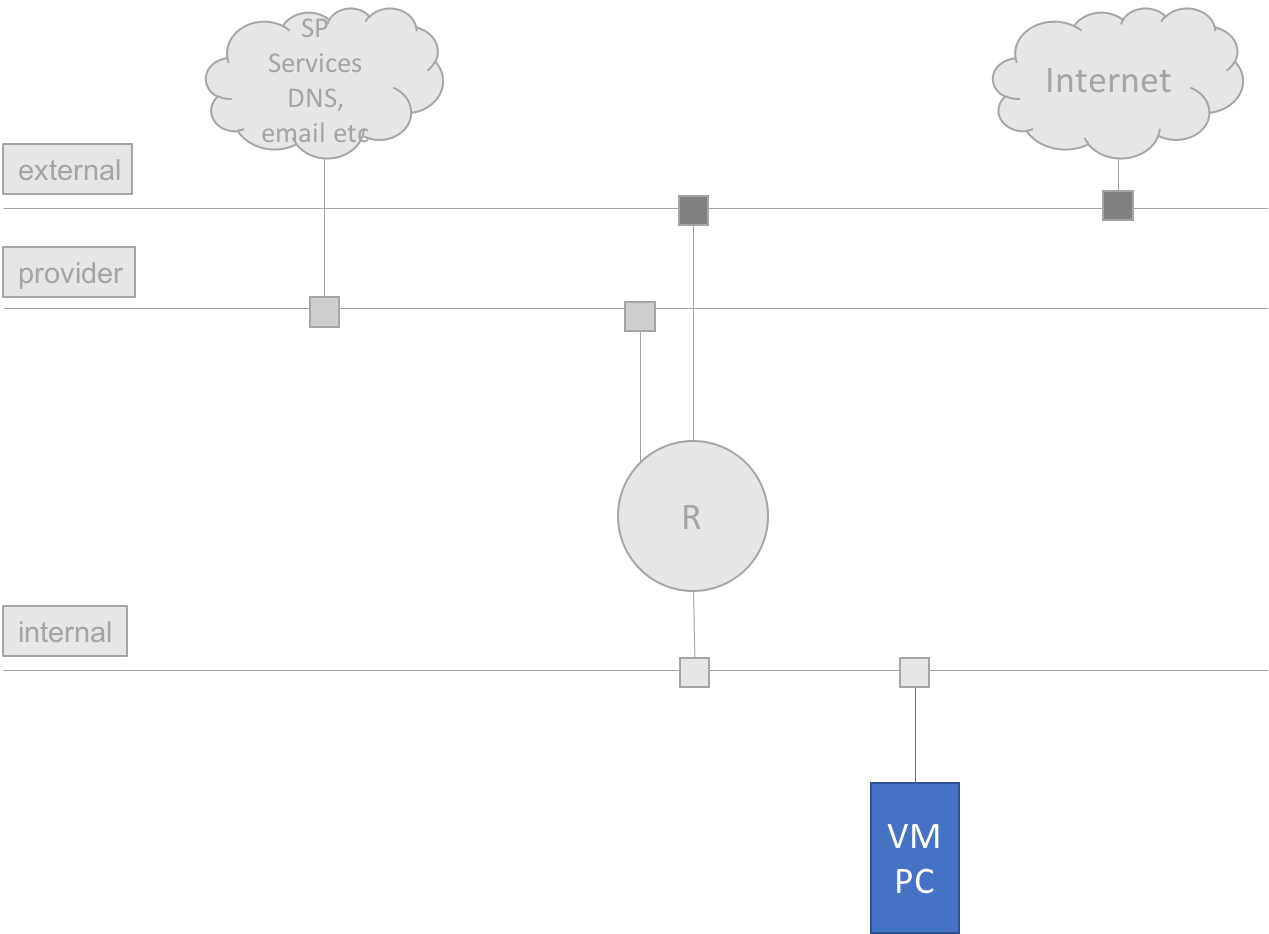 SP
Services
DNS,
email etc
Internet
external
provider
R
internal
VM
PC